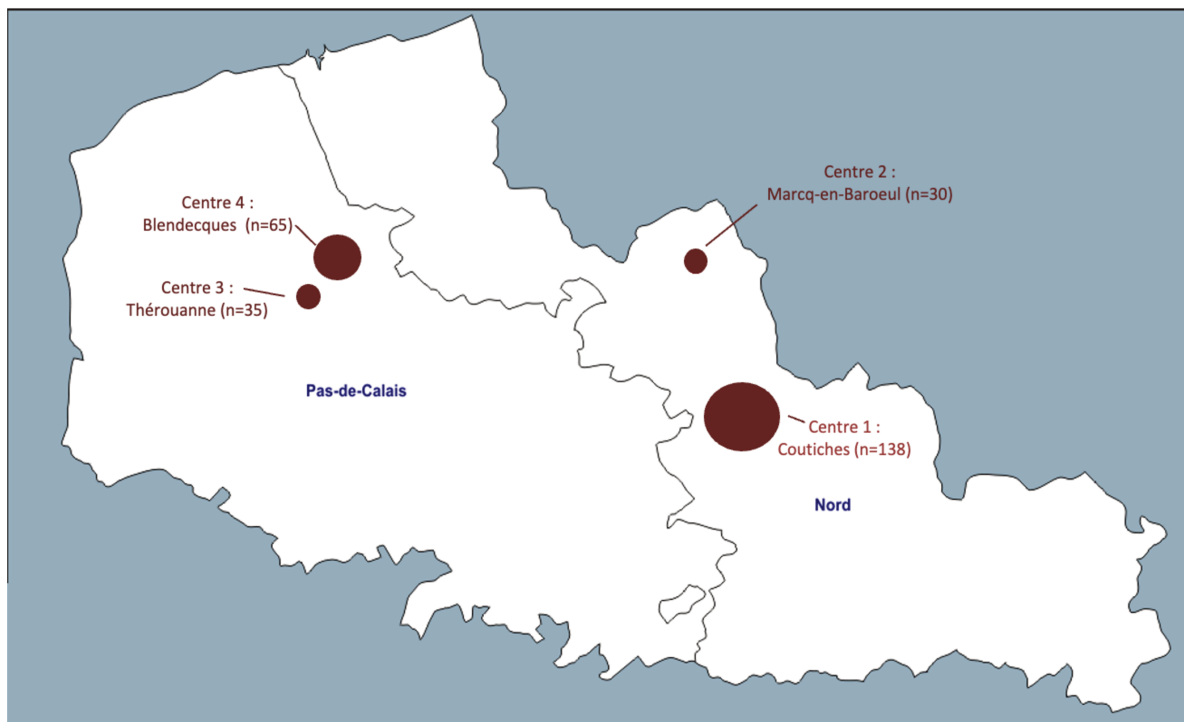 Centre 2 :
Marcq-en-Baroeul (n=30)
Centre 4 :
Blendecques (n=65)
Centre 3 :
Thérouanne (n=35)
Pas-de-Calais
Centre 1 :
Coutiches (n=138)
Nord